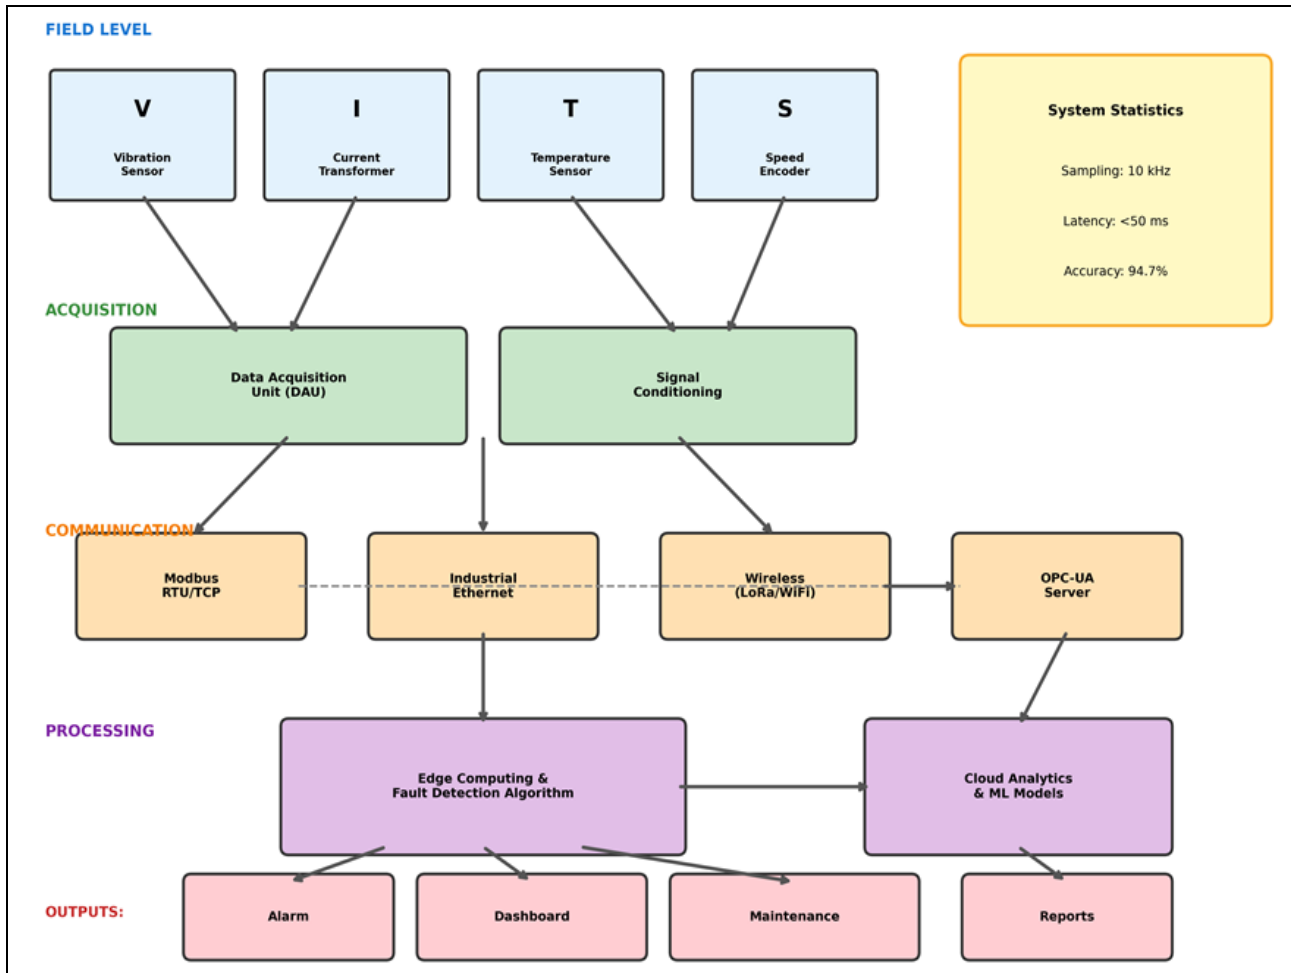 FIELD LEVEL
V
Vibration
Sensor
I
Current
Transformer
T
Temperature
Sensor
S
Speed
Encoder
System Statistics
Sampling: 10 kHz
Latency: <50 ms
Accuracy: 94.7%
ACQUISITION
Data Acquisition
Unit (DAU)
Signal
Conditioning
COMMUNICATION
Modbus
RTU/TCP
Industrial
Ethernet
Wireless
(LoRa/WiFi)
OPC-UA
Server
PROCESSING
Edge Computing &
Fault Detection Algorithm
Cloud Analytics
& ML Models
OUTPUTS:
Alarm
Dashboard
Maintenance
Reports